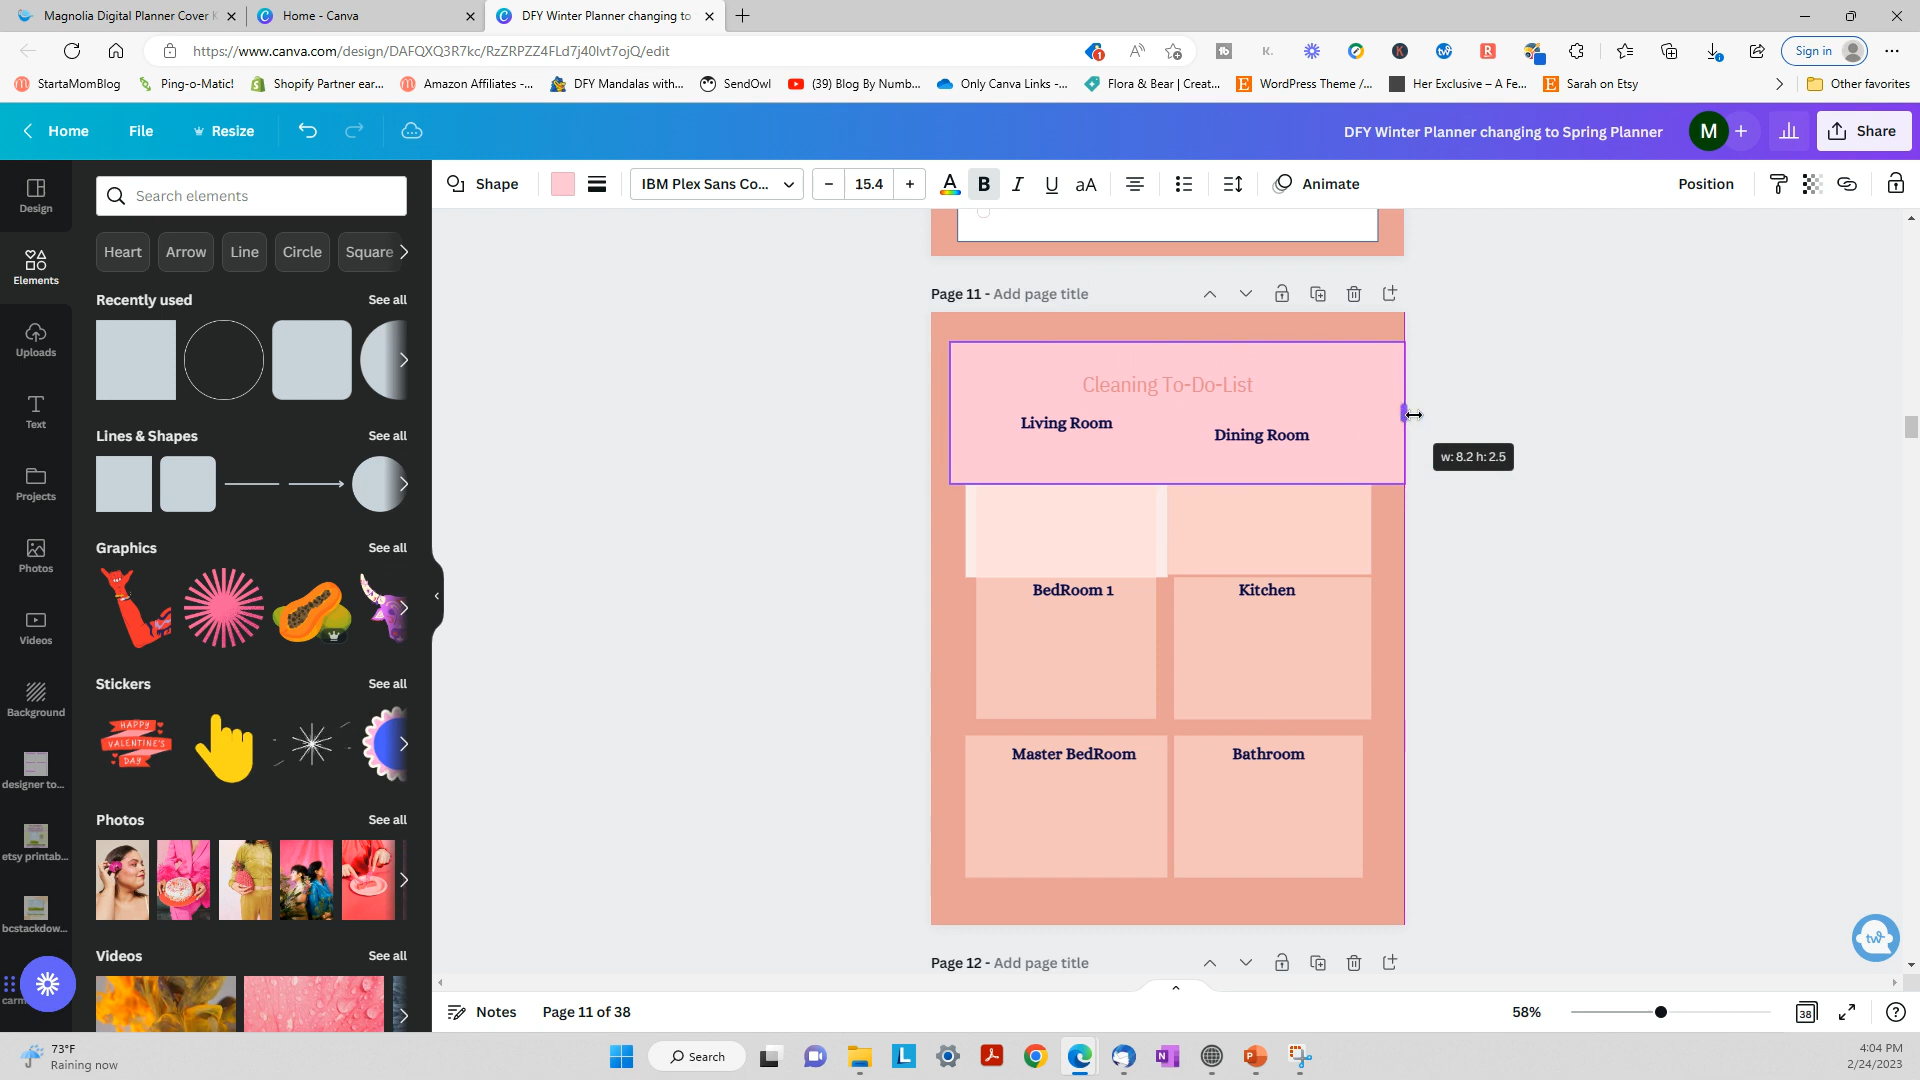 Magnolia Digital Planner Cover
Home - Canva
DFY Winter Planner changing to
https://www.canva.com/design/DAFQXQ3R7kc/RzZRPZZ4FLd7j40lvt7ojQ/edit
Sign in
StartaMomBlog
Ping-o-Matic!
Shopify Partner ear...
Amazon Affiliates -...
DFY Mandalas with...
SendOwl
(39) Blog By Numb...
Only Canva Links -...
Flora & Bear | Creat...
WordPress Theme /...
Her Exclusive – A Fe...
Sarah on Etsy
Other favorites
Home
File
Resize
DFY Winter Planner changing to Spring Planner
M
Share
Shape
IBM Plex Sans Co...
15.4
Animate
Position
Design
Elements
Uploads
Text
Projects
Photos
Videos
Background
designer to...
etsy printab...
bcstackdow...
Search elements
Heart
Arrow
Line
Circle
Square
Recently used
See all
Lines & Shapes
See all
Graphics
See all
Stickers
See all
HAPPY
VALENTINE'S
DAY
Photos
See all
Videos
See all
Page 11 - Add page title
Cleaning To-Do-List
Living Room
Dining Room
w: 8.2 h: 2.5
BedRoom 1
Kitchen
Master BedRoom
Bathroom
Page 12 - Add page title
Notes
Page 11 of 38
58%
38
73°F
Raining now
Search
4:04 PM
2/24/2023